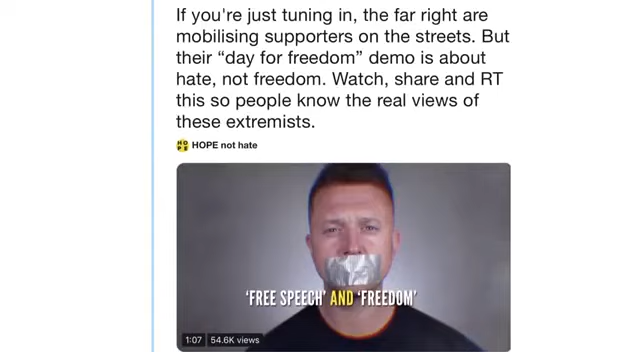 If you're just tuning in, the far right are
mobilising supporters on the streets. But
their “day for freedom” demo is about
hate, not freedom. Watch, share and RT
this so people know the real views of
these extremists.
HOPE not hate
‘FREE SPEECH’ AND ‘FREEDOM’
1:07 54.6K views